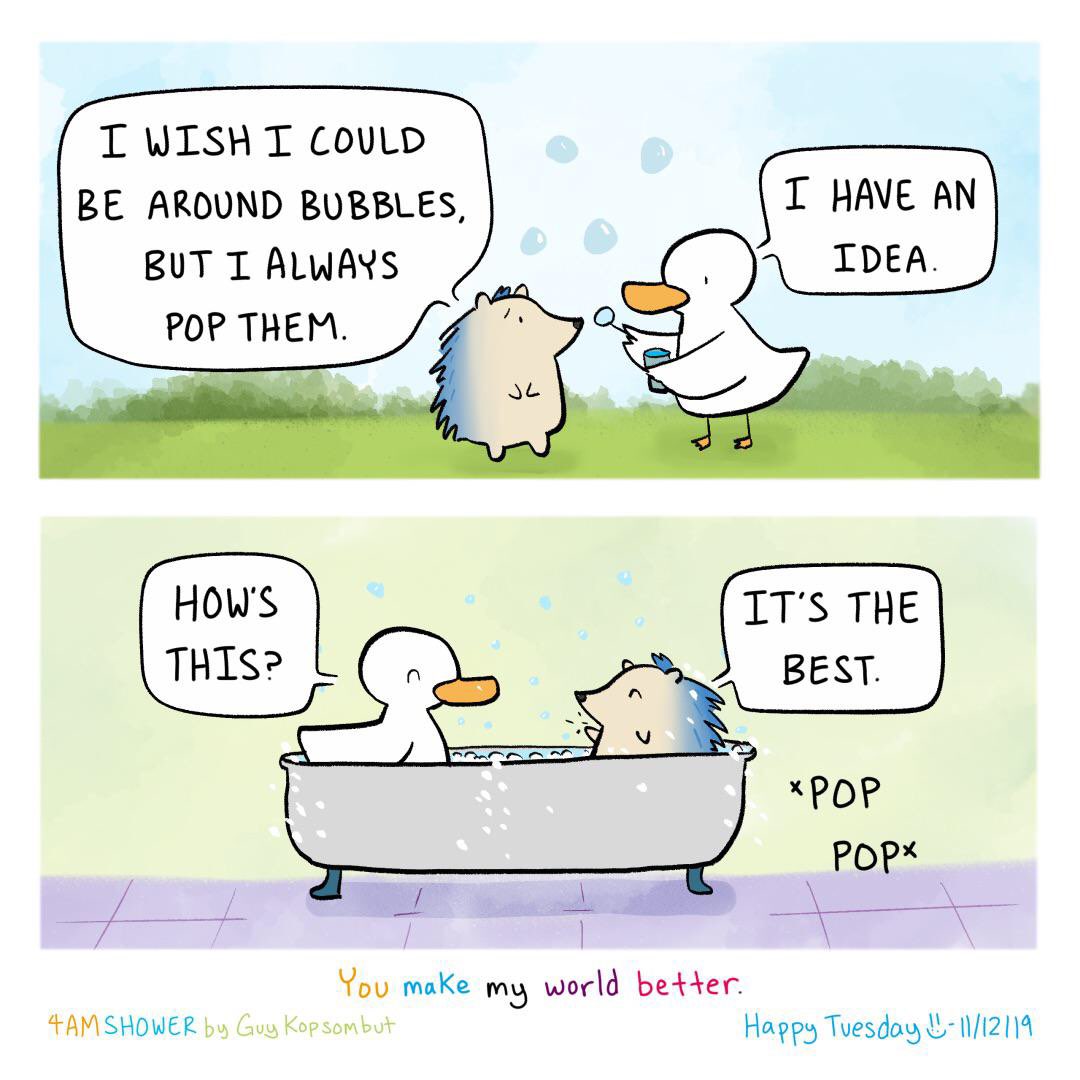 I WISH I COULD
BE AROUND BUBBLES,
BUT I ALWAYS
POP THEM.
I HAVE AN
IDEA.
HOW'S
THIS?
IT'S THE
BEST.
*POP
POP*
You make my world better.
4AM SHOWER by Guy Kopsombut
Happy Tuesday !! - 11/12/19